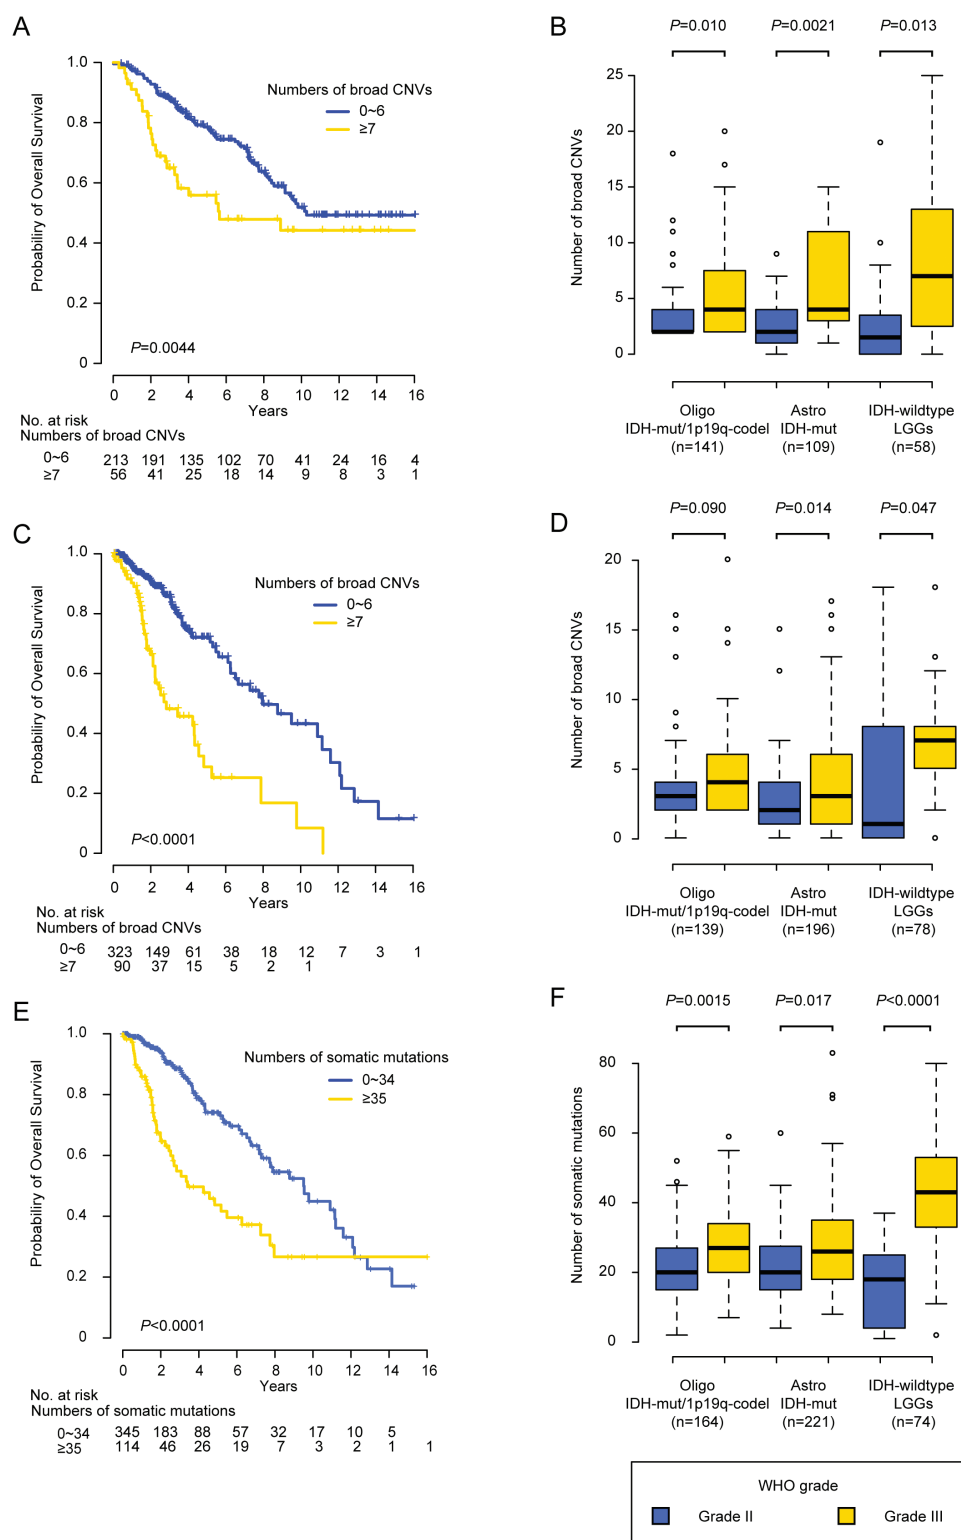 A
Probabiliry of Overall Survival
1.0
0.8
0.6
0.4
0.2
0
Numbers of broad CNVs
0~6
≥7
P=0.0044
0 2 4 6 8 10 12 14 16
Years
No. at risk
Numbers of broad CNVs
0~6 213 191 135 102 70 41 24 16 4
≥7 56 41 25 18 14 9 8 3 1
B
P=0.010 P=0.0021 P=0.013
Number of broad CNVs
25
20
15
10
5
0
Oligo Astro IDH-wildtype
IDH-mut/1p19q-codel IDH-mut LGGs
(n=141) (n=109) (n=58)
C
Probabiliry of Overall Survival
1.0
0.8
0.6
0.4
0.2
0
Numbers of broad CNVs
0~6
≥7
P<0.0001
0 2 4 6 8 10 12 14 16
Years
No. at risk
Numbers of broad CNVs
0~6 323 149 61 38 18 12 7 3 1
≥7 90 37 15 5 2 1
D
P=0.090 P=0.014 P=0.047
Number of broad CNVs
20
15
10
5
0
Oligo Astro IDH-wildtype
IDH-mut/1p19q-codel IDH-mut LGGs
(n=139) (n=196) (n=78)
E
Probabiliry of Overall Survival
1.0
0.8
0.6
0.4
0.2
0
Numbers of somatic mutations
0~34
≥35
P<0.0001
0 2 4 6 8 10 12 14 16
Years
No. at risk
Numbers of somatic mutations
0~34 345 183 88 57 32 17 10 5
≥35 114 46 26 19 7 3 2 1 1
F
P=0.0015 P=0.017 P<0.0001
Number of somatic mutations
80
60
40
20
0
Oligo Astro IDH-wildtype
IDH-mut/1p19q-codel IDH-mut LGGs
(n=164) (n=221) (n=74)
WHO grade
Grade II Grade III